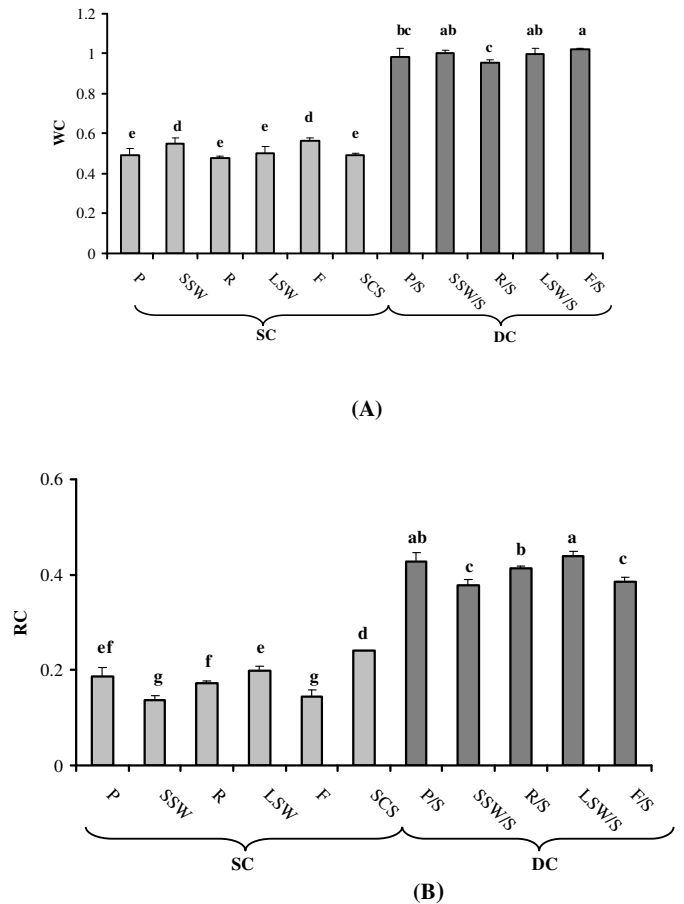 1.2
1
0.8
0.6
0.4
0.2
0
WC
e
d
e
e
d
e
bc
ab
c
ab
a
P
SSW
R
LSW
F
SCS
P/S
SSW/S
R/S
LSW/S
F/S
SC
DC
(A)
0.6
0.4
0.2
0
RC
ef
g
f
e
g
d
ab
c
b
a
c
P
SSW
R
LSW
F
SCS
P/S
SSW/S
R/S
LSW/S
F/S
SC
DC
(B)